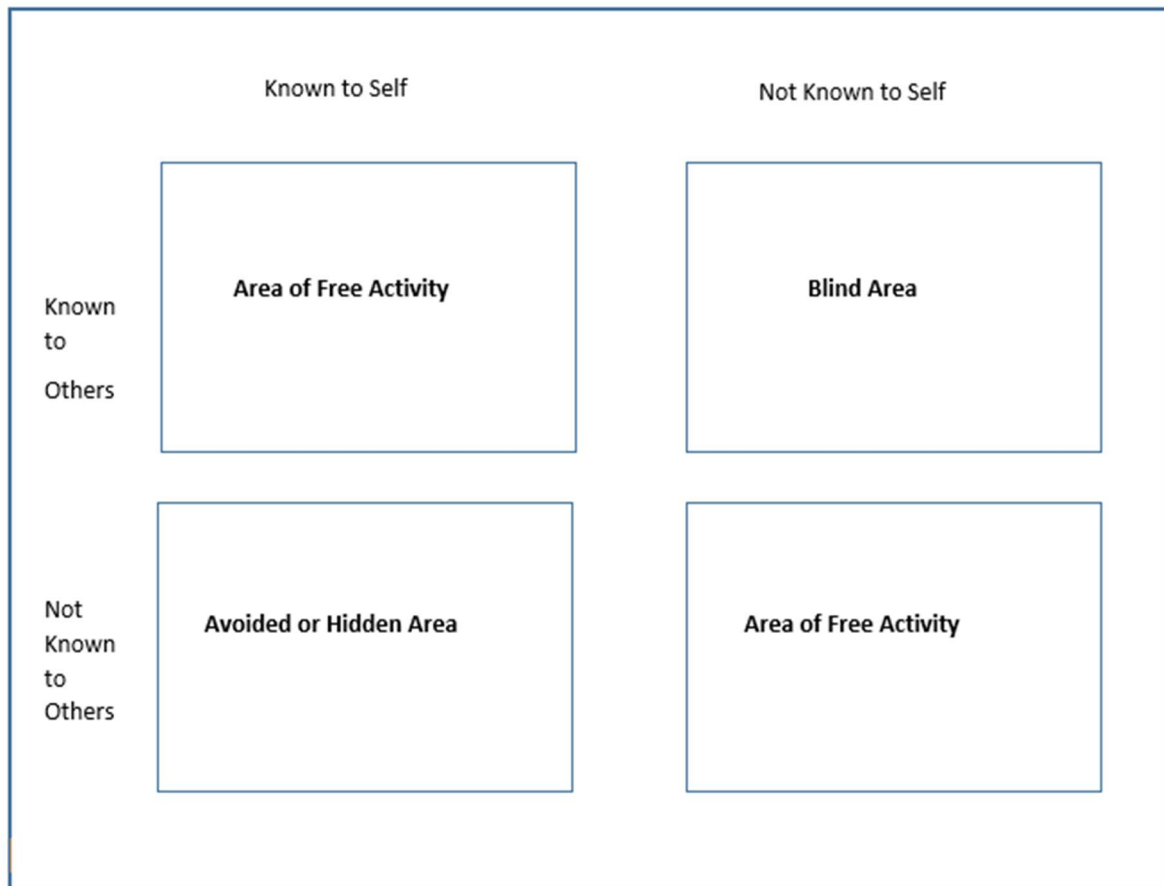 Known to Self
Not Known to Self
Area of Free Activity
Blind Area
Known
to
Others
Avoided or Hidden Area
Area of Free Activity
Not
Known
to
Others